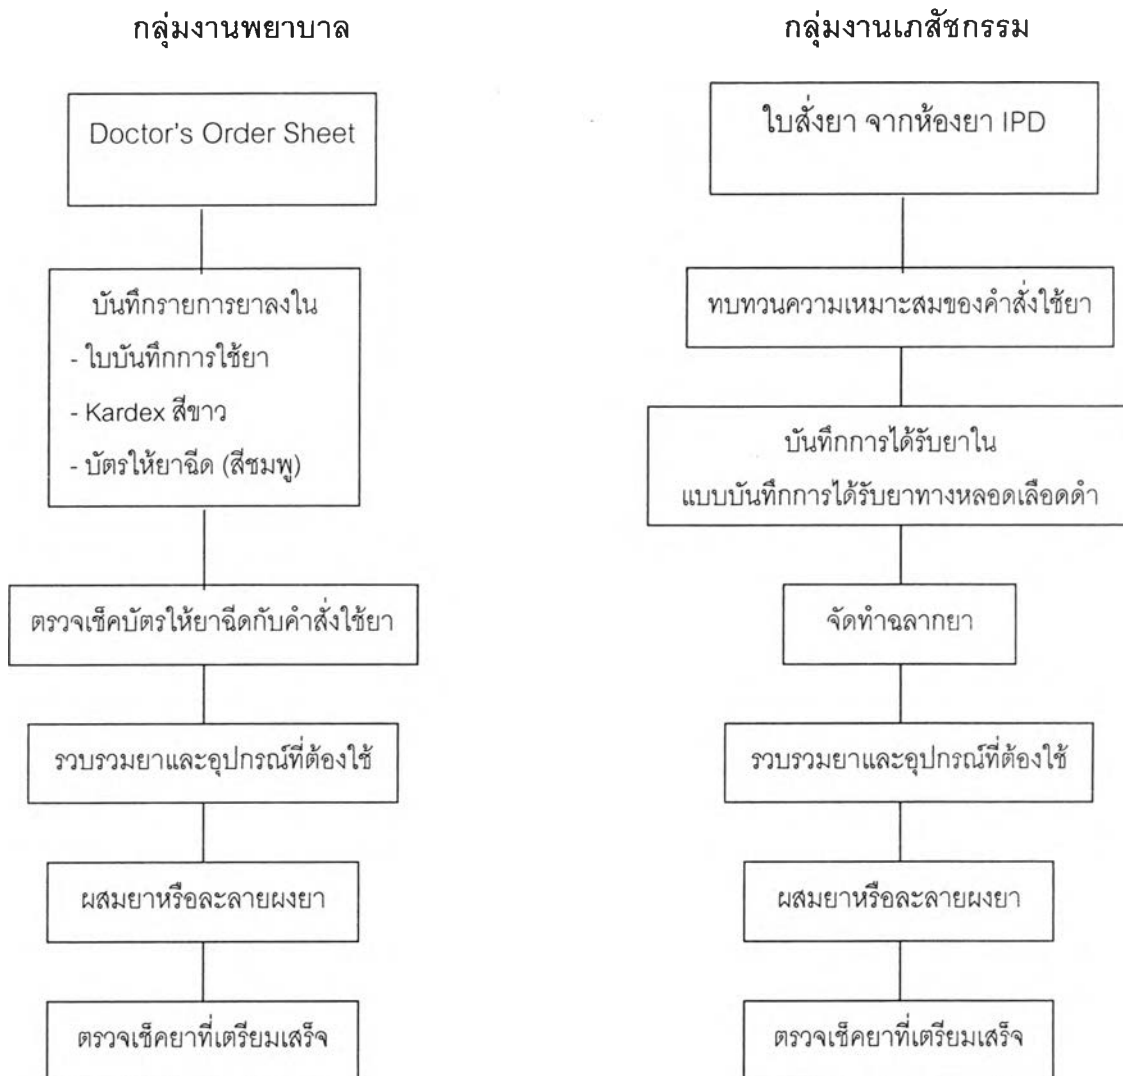 กลุ่มงานพยาบาล
Doctor's Order Sheet
บันทึกรายการยาลงใน
- ใบบันทึกการใช้ยา
- Kardex สีขาว
- บัตรให้ยาฉีด (สีชมพู)
ตรวจเช็คบัตรให้ยาฉีดกับคำสั่งใช้ยา
รวบรวมยาและอุปกรณ์ที่ต้องใช้
ผสมยาหรือละลายผงยา
ตรวจเช็คยาที่เตรียมเสร็จ
กลุ่มงานเภสัชกรรม
ใบสั่งยา จากห้องยา IPD
ทบทวนความเหมาะสมของคำสั่งใช้ยา
บันทึกการได้รับยาใน
แบบบันทึกการได้รับยาทางหลอดเลือดดำ
จัดทำฉลากยา
รวบรวมยาและอุปกรณ์ที่ต้องใช้
ผสมยาหรือละลายผงยา
ตรวจเช็คยาที่เตรียมเสร็จ